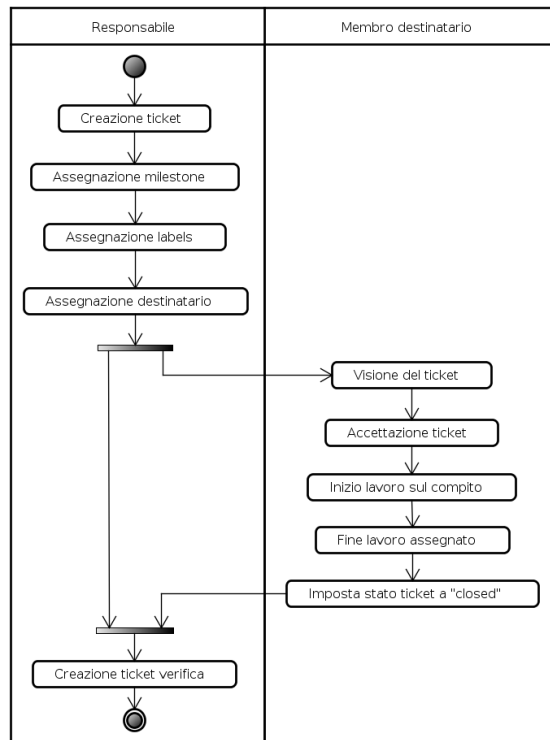 Responsabile
Membro destinatario
Creazione ticket
Assegnazione milestone
Assegnazione labels
Assegnazione destinatario
Visione del ticket
Accettazione ticket
Inizio lavoro sul compito
Fine lavoro assegnato
Imposta stato ticket a "closed"
Creazione ticket verifica